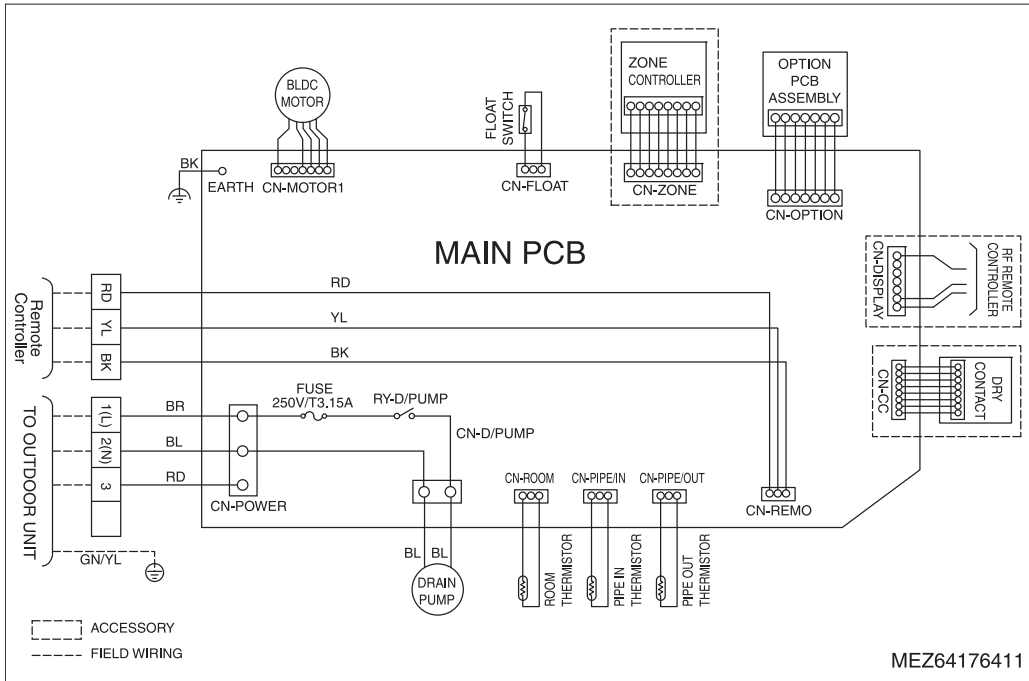 BLDC
MOTOR
FLOAT
SWITCH
ZONE
CONTROLLER
OPTION
PCB
ASSEMBLY
BK
EARTH
CN-MOTOR1
CN-FLOAT
CN-ZONE
CN-OPTION
MAIN PCB
CN-DISPLAY
RF REMOTE
CONTROLLER
Remote
Controller
RD
YL
BK
RD
YL
BK
CN-CC
DRY
CONTACT
TO OUTDOOR UNIT
1(L)
2(N)
3
BR
BL
RD
GN/YL
CN-POWER
FUSE
250V/T3.15A
RY-D/PUMP
CN-D/PUMP
BL
BL
DRAIN
PUMP
CN-ROOM
CN-PIPE/IN
CN-PIPE/OUT
ROOM
THERMISTOR
PIPE IN
THERMISTOR
PIPE OUT
THERMISTOR
CN-REMO
ACCESSORY
FIELD WIRING
MEZ64176411